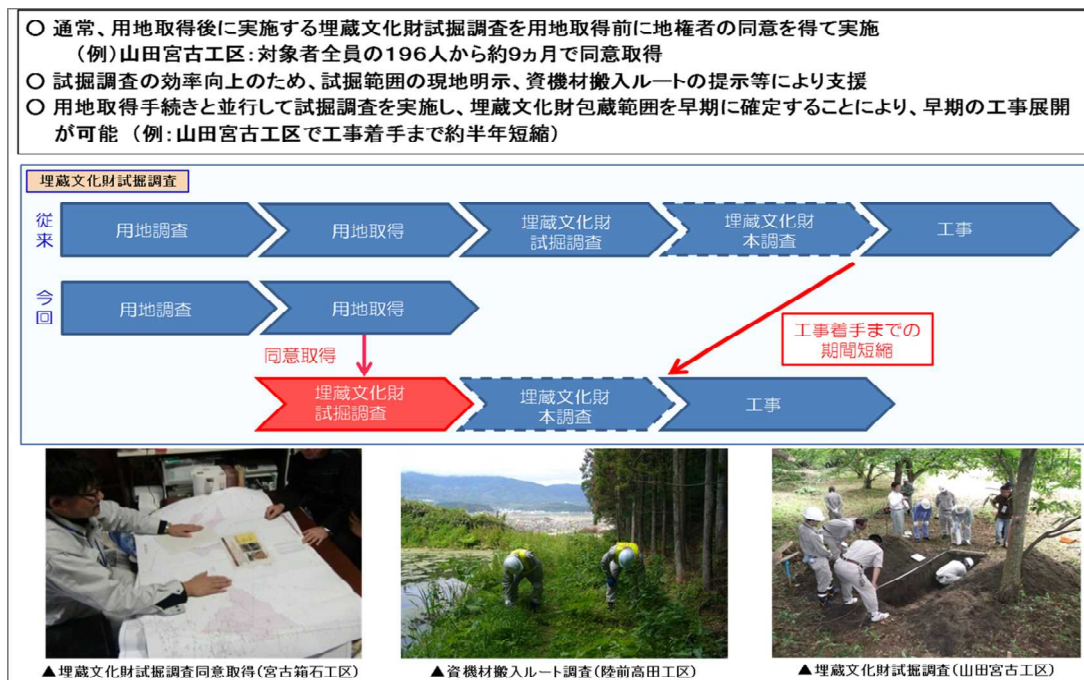 ○ 通常、用地取得後に実施する埋蔵文化財試掘調査を用地取得前に地権者の同意を得て実施
（例）山田宮古工区：対象者全員の196人から約9ヵ月で同意取得
○ 試掘調査の効率向上のため、試掘範囲の現地明示、資機材搬入ルートの提示等により支援
○ 用地取得手続きと並行して試掘調査を実施し、埋蔵文化財包蔵範囲を早期に確定することにより、早期の工事展開
が可能 （例：山田宮古工区で工事着手まで約半年短縮）
埋蔵文化財試掘調査
従来
用地調査
用地取得
埋蔵文化財
試掘調査
埋蔵文化財
本調査
工事
今回
用地調査
用地取得
同意取得
工事着手までの
期間短縮
埋蔵文化財
試掘調査
埋蔵文化財
本調査
工事
▲埋蔵文化財試掘調査同意取得（宮古箱石工区）
▲資機材搬入ルート調査（陸前高田工区）
▲埋蔵文化財試掘調査（山田宮古工区）